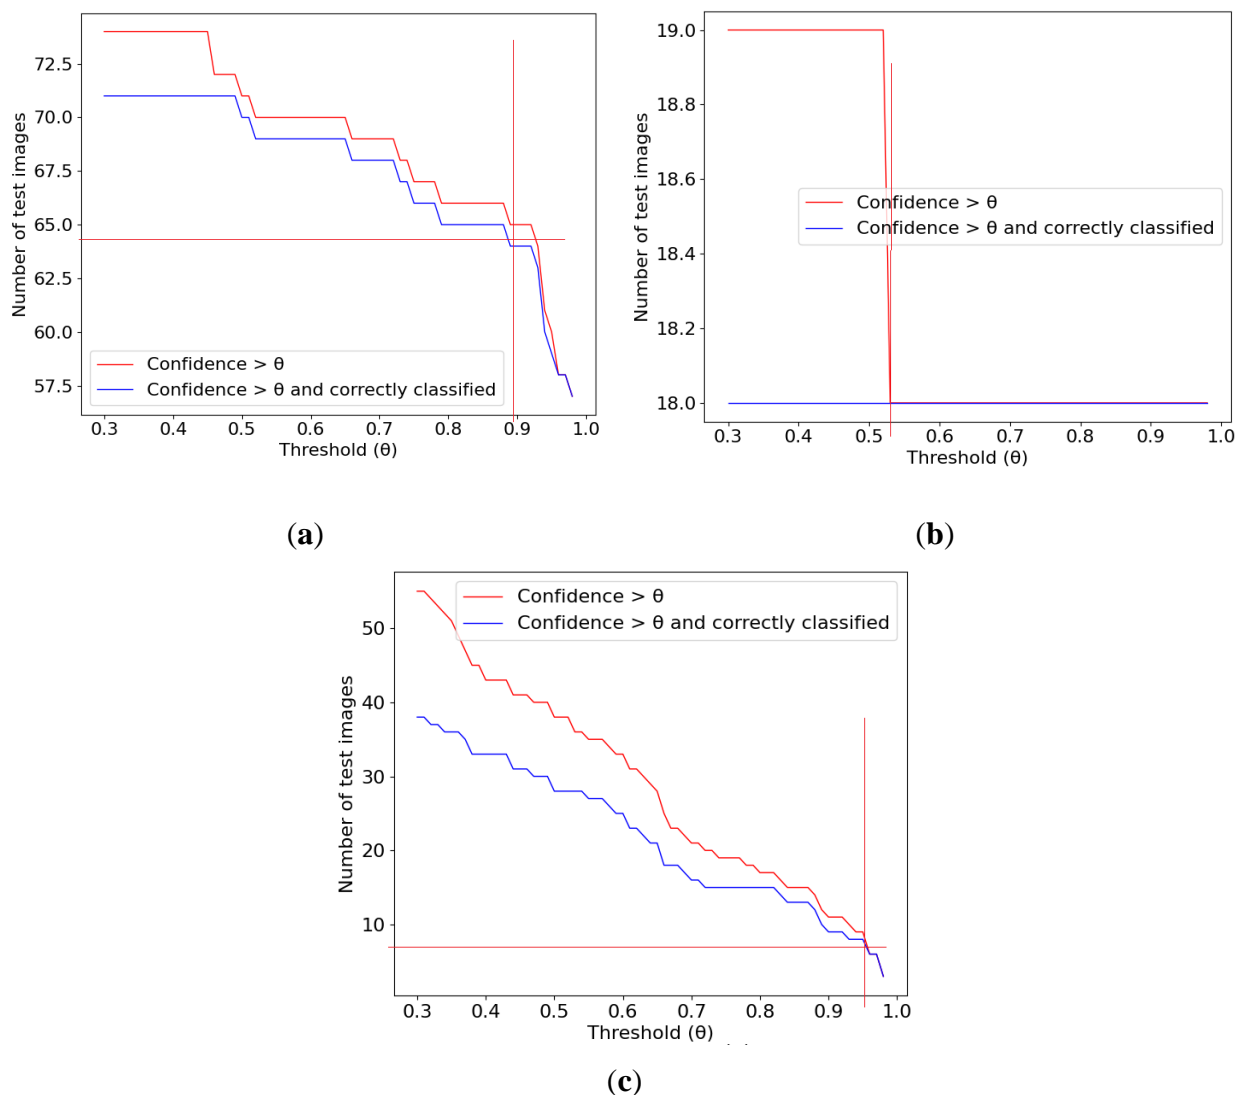 72.5
70.0
67.5
65.0
62.5
60.0
57.5
Number of test images
Confidence > θ
Confidence > θ and correctly classified
0.3 0.4 0.5 0.6 0.7 0.8 0.9 1.0
Threshold (θ)
(a)
19.0
18.8
18.6
18.4
18.2
18.0
Number of test images
Confidence > θ
Confidence > θ and correctly classified
0.3 0.4 0.5 0.6 0.7 0.8 0.9 1.0
Threshold (θ)
(b)
50
40
30
20
10
Number of test images
Confidence > θ
Confidence > θ and correctly classified
0.3 0.4 0.5 0.6 0.7 0.8 0.9 1.0
Threshold (θ)
(c)